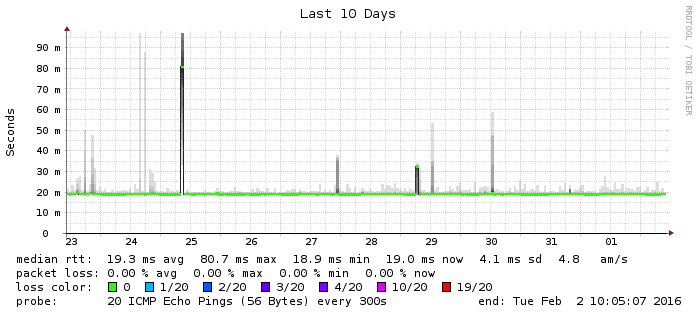 Last 10 Days
RRDTOOL / TOBI OETIKER
Seconds
90 m
80 m
70 m
60 m
50 m
40 m
30 m
20 m
10 m
0
23 24 25 26 27 28 29 30 31 01
median rtt: 19.3 ms avg 80.7 ms max 18.9 ms min 19.0 ms now 4.1 ms sd 4.8 am/s
packet loss: 0.00 % avg 0.00 % max 0.00 % min 0.00 % now
loss color: 0 1/20 2/20 3/20 4/20 10/20 19/20
probe: 20 ICMP Echo Pings (56 Bytes) every 300s end: Tue Feb 2 10:05:07 2016